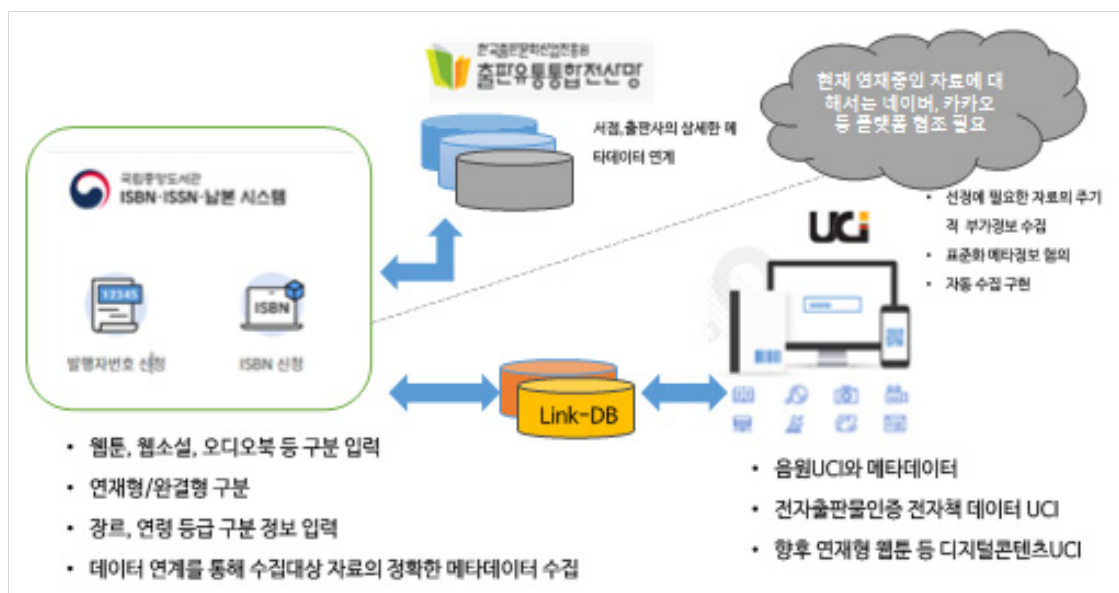 한국출판문화산업진흥원
출판유통통합전산망
서점,출판사의 상세한 메
타데이터 연계
현재 연재중인 자료에 대
해서는 네이버, 카카오
등 플랫폼 협조 필요
국립중앙도서관
ISBN·ISSN·납본 시스템
12345
발행자번호 신청
ISBN
ISBN 신청
UCi
• 선정에 필요한 자료의 주기
적 부가정보 수집
• 표준화 메타정보 협의
• 자동 수집 구현
Link-DB
• 웹툰, 웹소설, 오디오북 등 구분 입력
• 연재형/완결형 구분
• 장르, 연령 등급 구분 정보 입력
• 데이터 연계를 통해 수집대상 자료의 정확한 메타데이터 수집
• 음원UCI와 메타데이터
• 전자출판물인증 전자책 데이터 UCI
• 향후 연재형 웹툰 등 디지털콘텐츠UCI